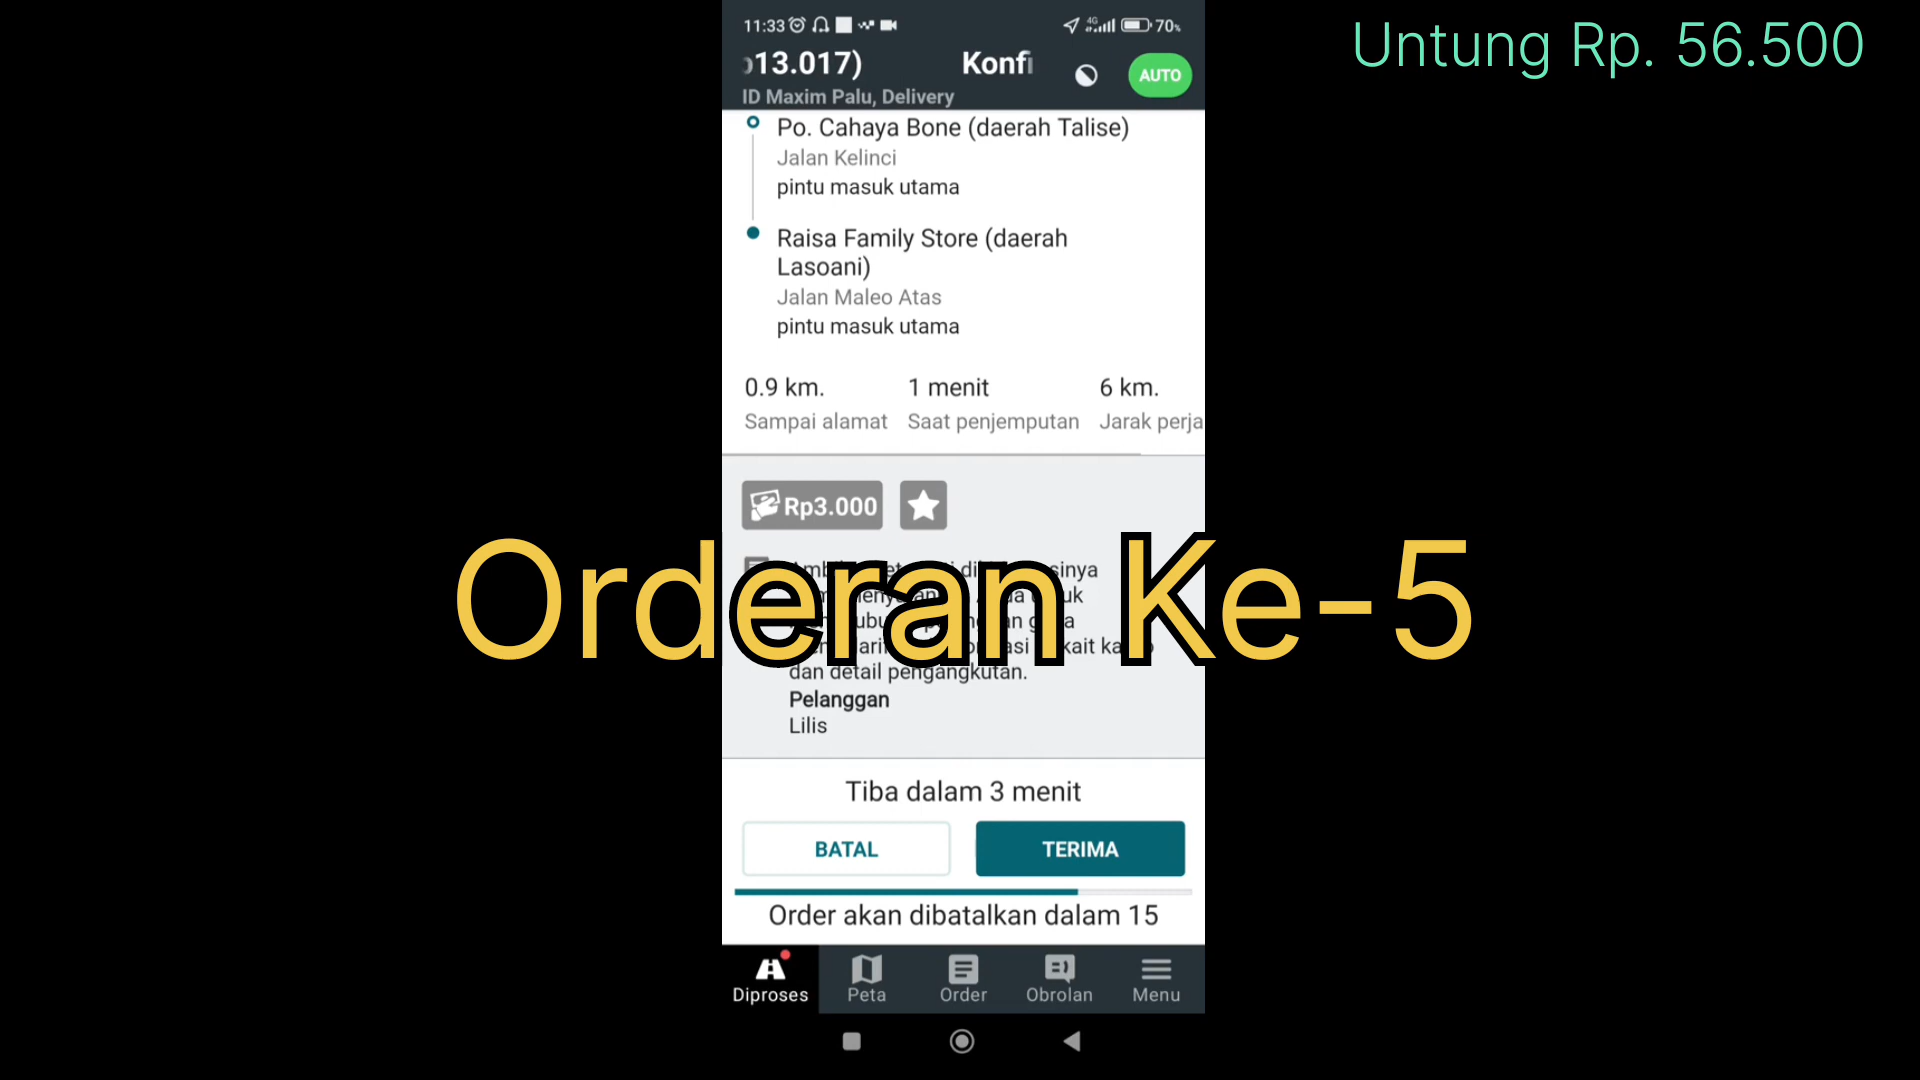 11:33
4G
70%
13.017)
Konfi
AUTO
ID Maxim Palu, Delivery
Untung Rp. 56.500
Po. Cahaya Bone (daerah Talise)
Jalan Kelinci
pintu masuk utama
Raisa Family Store (daerah
Lasoani)
Jalan Maleo Atas
pintu masuk utama
0.9 km.
1 menit
6 km.
Sampai alamat
Saat penjemputan
Jarak perja
Rp3.000
Orderan Ke-5
dan detail pengangkutan.
Pelanggan
Lilis
Tiba dalam 3 menit
BATAL
TERIMA
Order akan dibatalkan dalam 15
Diproses
Peta
Order
Obrolan
Menu